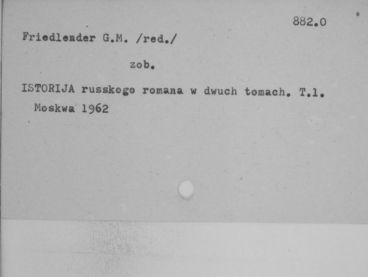 882.0
Friedlender G.M. /red./
zob.
ISTORIJA russkogo romana w dwuch tomach. T.1.
Moskwa 1962